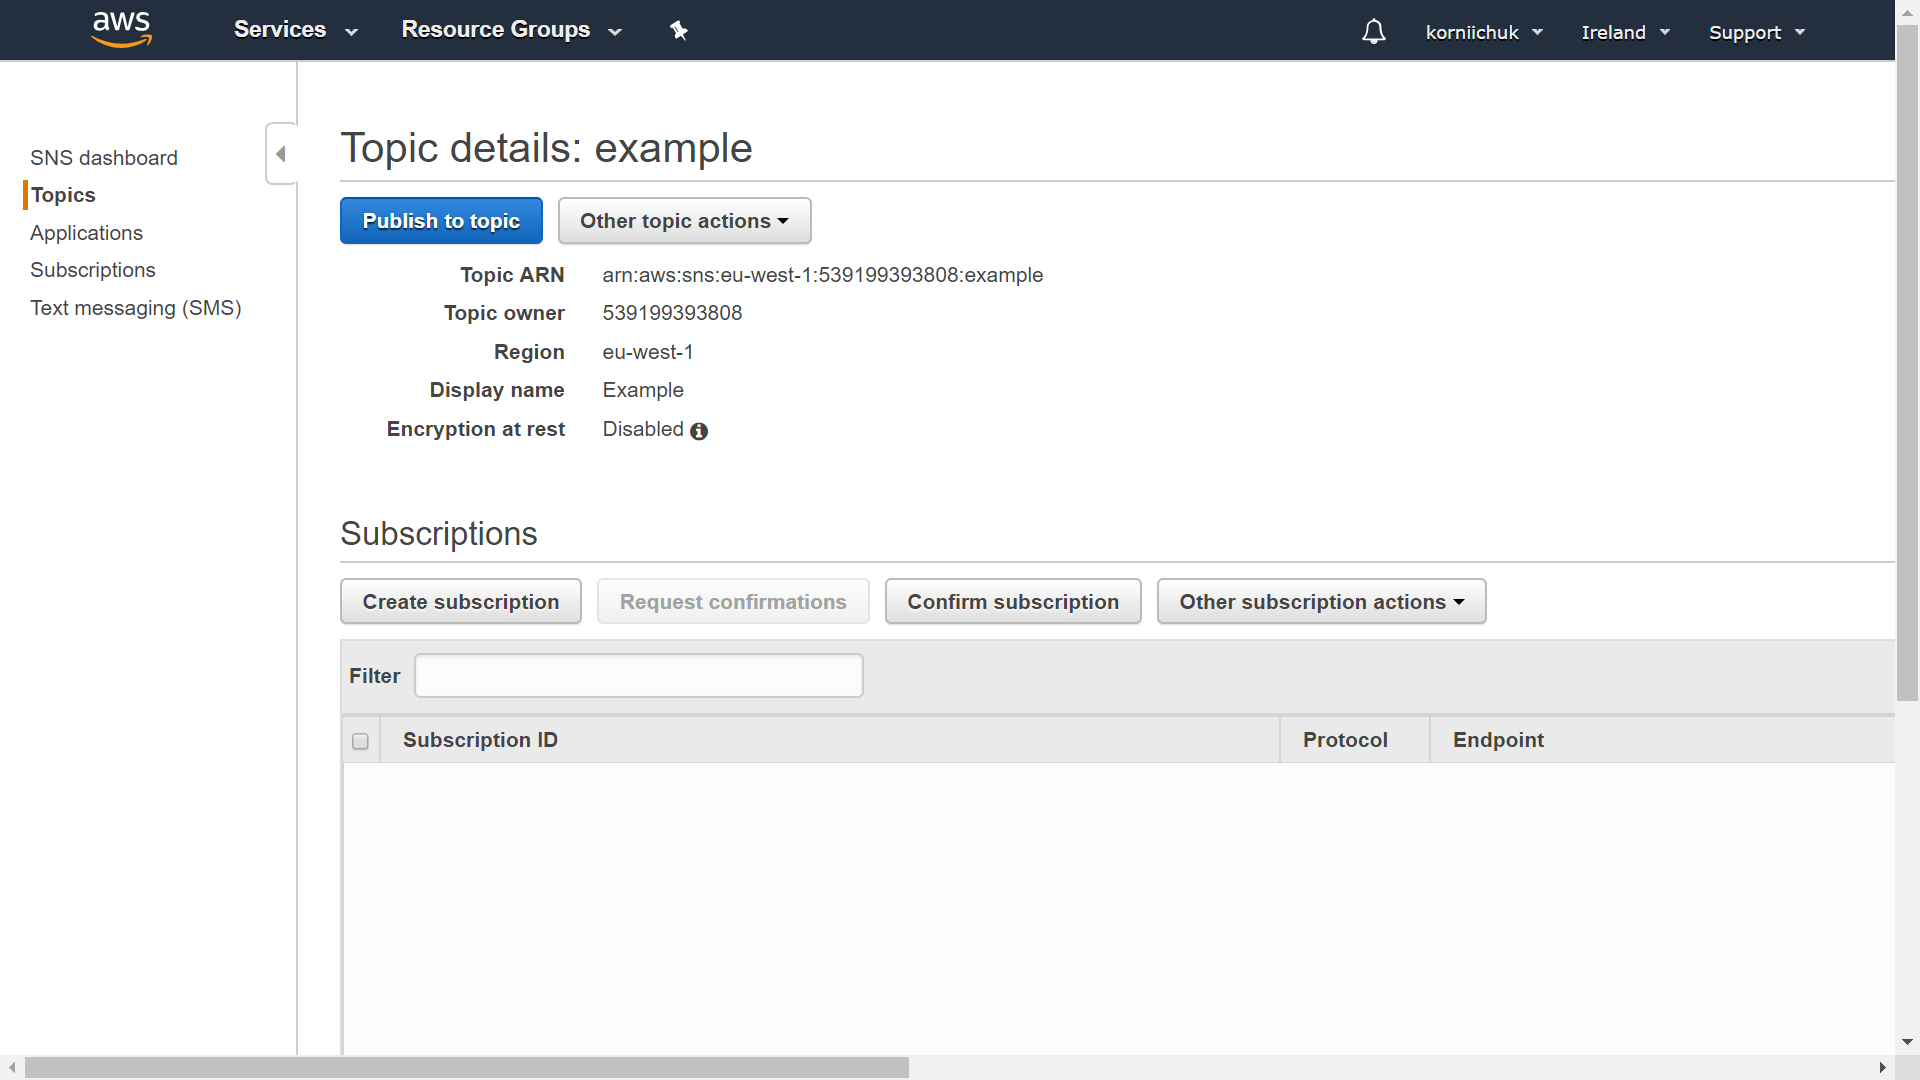 aws Services Resource Groups korniichuk Ireland Support
SNS dashboard
Topics
Applications
Subscriptions
Text messaging (SMS)
Topic details: example
Publish to topic Other topic actions
Topic ARN arn:aws:sns:eu-west-1:539199393808:example
Topic owner 539199393808
Region eu-west-1
Display name Example
Encryption at rest Disabled
Subscriptions
Create subscription Request confirmations Confirm subscription Other subscription actions
Filter
Subscription ID Protocol Endpoint